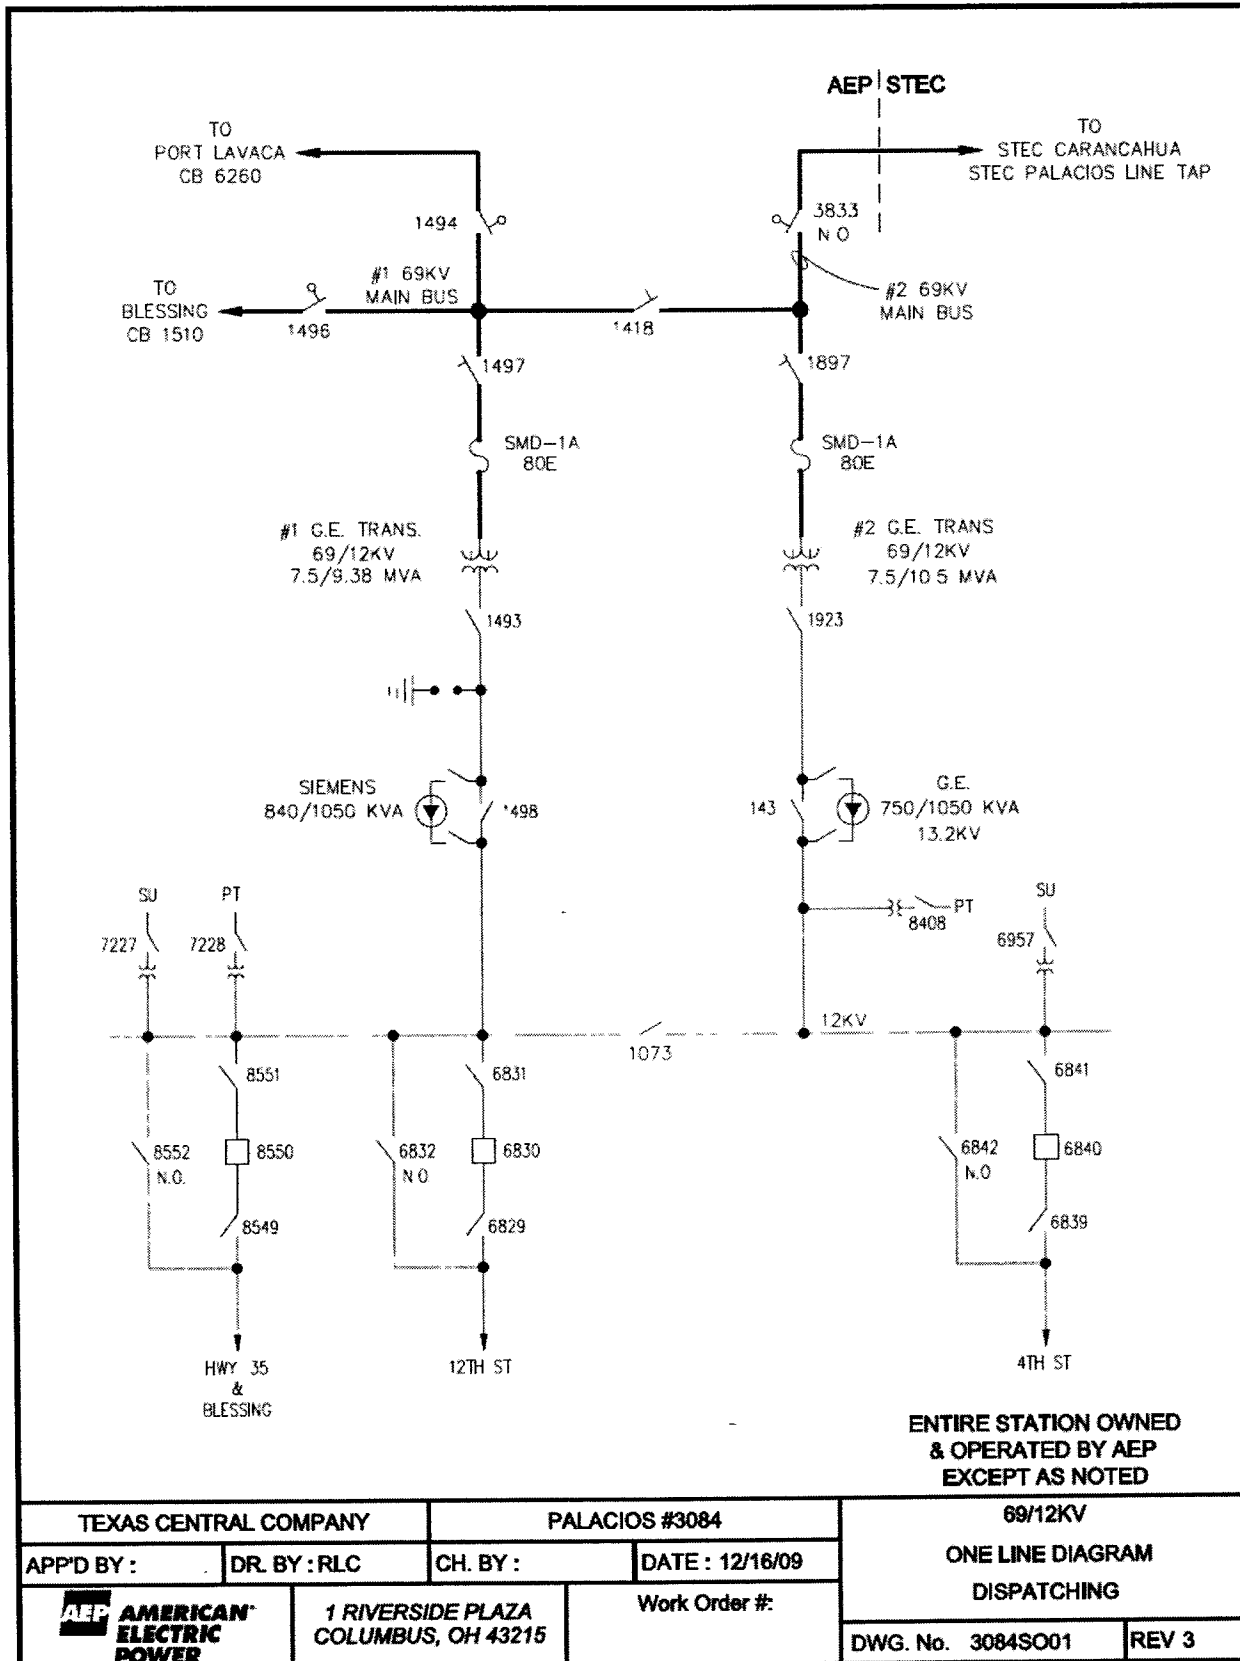 AEP STEC
TO
PORT LAVACA
CB 6260
TO
STEC CARANCAHUA
STEC PALACIOS LINE TAP
1494
3833
N O
#1 69KV
MAIN BUS
TO
BLESSING
CB 1510
1496
1418
#2 69KV
MAIN BUS
1497
1897
SMD-1A
80E
SMD-1A
80E
#1 G.E. TRANS.
69/12KV
7.5/9.38 MVA
#2 G.E. TRANS
69/12KV
7.5/10 5 MVA
1493
1923
SIEMENS
840/1050 KVA
1498
143
G.E.
750/1050 KVA
13.2KV
SU
PT
7227
7228
8408
PT
SU
6957
12KV
1073
8551
6831
6841
8552
N.O.
8550
6832
N O
6830
6842
N.O
6840
8549
6829
6839
HWY 35
&
BLESSING
12TH ST
4TH ST
ENTIRE STATION OWNED
& OPERATED BY AEP
EXCEPT AS NOTED
TEXAS CENTRAL COMPANY
PALACIOS #3084
69/12KV
ONE LINE DIAGRAM
DISPATCHING
APP'D BY :
DR. BY : RLC
CH. BY :
DATE : 12/16/09
AEP AMERICAN
ELECTRIC
POWER
1 RIVERSIDE PLAZA
COLUMBUS, OH 43215
Work Order #:
DWG. No. 3084SO01
REV 3